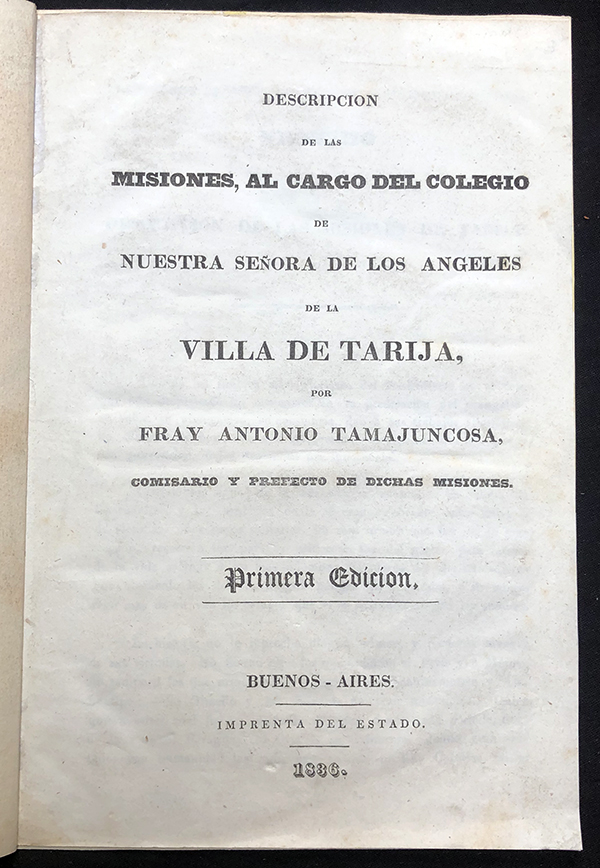 DESCRIPCION
DE LAS
MISIONES, AL CARGO DEL COLEGIO
DE
NUESTRA SEÑORA DE LOS ANGELES
DE LA
VILLA DE TARIJA,
POR
FRAY ANTONIO TAMAJUNCOSA,
COMISARIO Y PREFECTO DE DICHAS MISIONES.
Primera Edicion.
BUENOS - AIRES.
IMPRENTA DEL ESTADO.
1836.